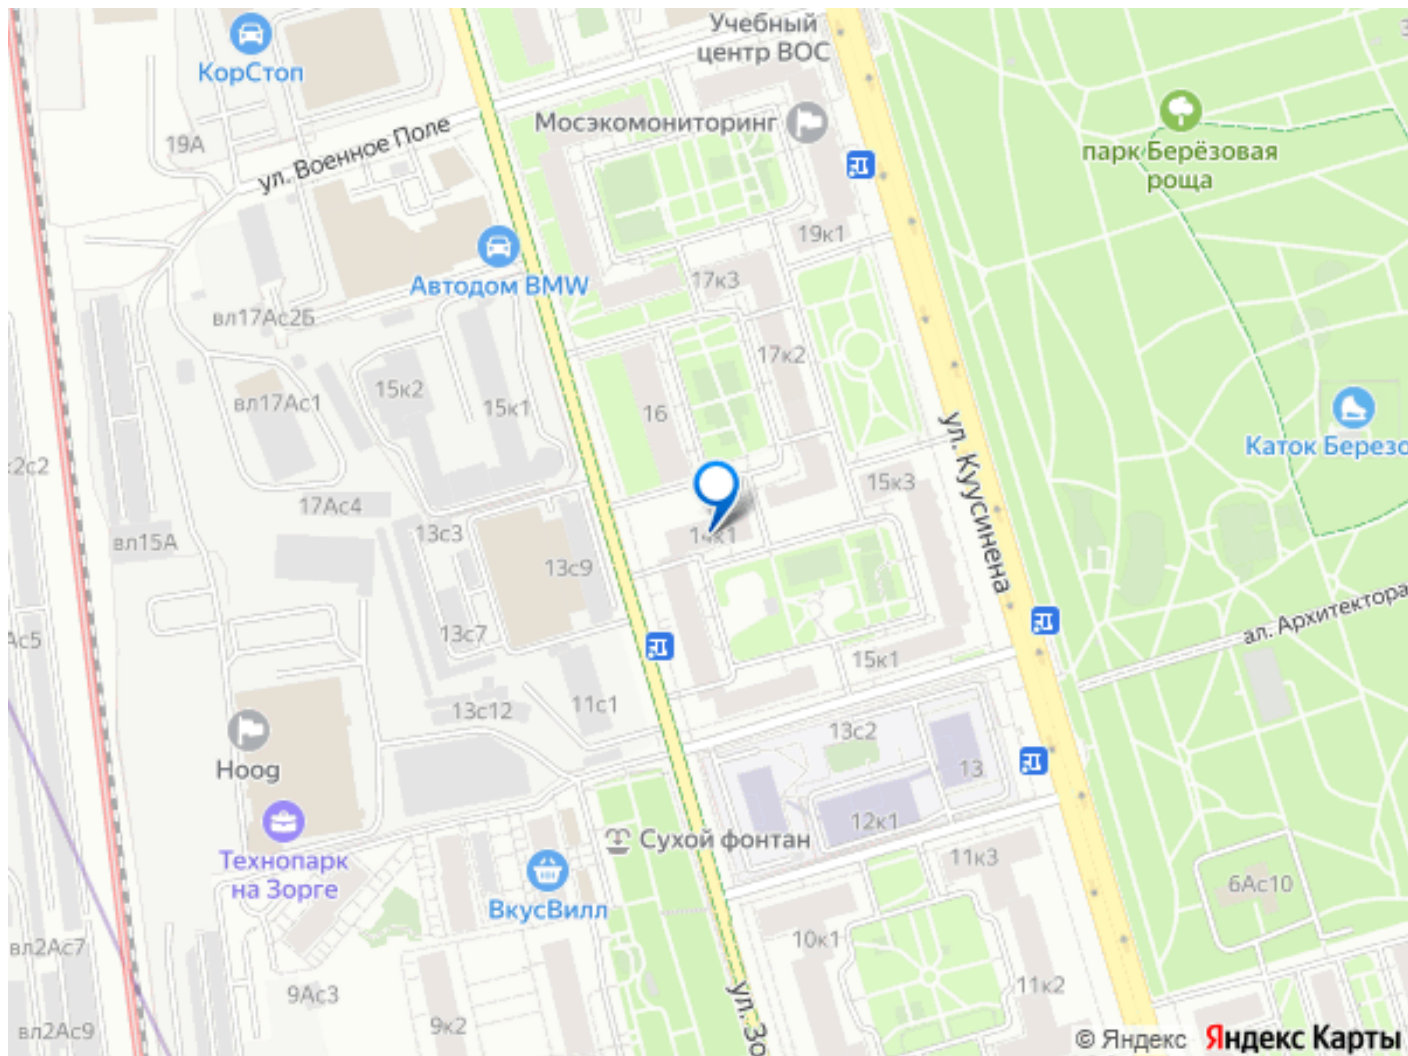 Учебный
центр ВОС
КорСтоп
Мосэкомониторинг
19А
ул. Военное Поле
парк Берёзовая
роща
19к1
Автодом BMW
17к3
вл17Ас2Б
17к2
15к2
вл17Ас1
15к1
16
ул. Куусинена
Каток Березо
к2с2
15к3
17Ас4
13с3
14к1
вл15А
13с9
ал. Архитектора
Ас5
13с7
15к1
11с1
13с12
13с2
Hoog
13
12к1
Сухой фонтан
Технопарк
на Зорге
11к3
6Ас10
ВкусВилл
вл2Ас7
10к1
9Ас3
11к2
ул. Зо
9к2
вл2Ас9
© Яндекс Яндекс Карты